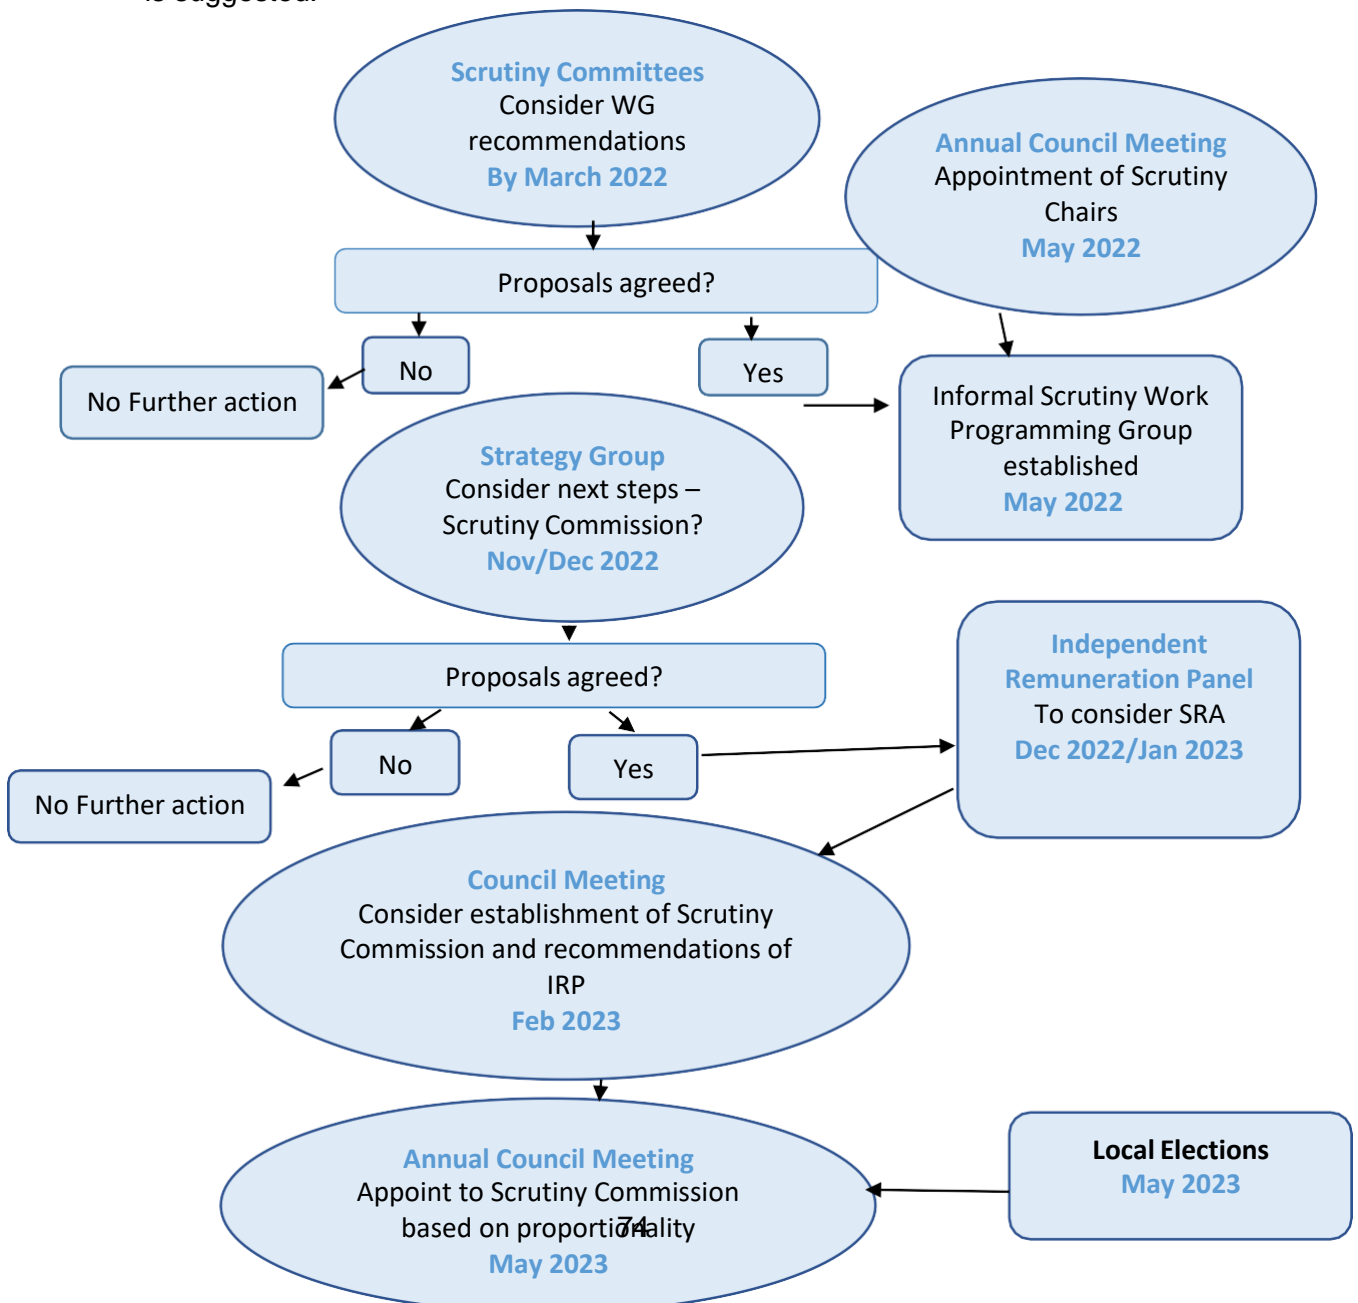 is suggested.
Scrutiny Committees
Consider WG
recommendations
By March 2022
Annual Council Meeting
Appointment of Scrutiny
Chairs
May 2022
Proposals agreed?
No
Yes
No Further action
Informal Scrutiny Work
Programming Group
established
May 2022
Strategy Group
Consider next steps –
Scrutiny Commission?
Nov/Dec 2022
Proposals agreed?
Independent
Remuneration Panel
To consider SRA
Dec 2022/Jan 2023
No
Yes
No Further action
Council Meeting
Consider establishment of Scrutiny
Commission and recommendations of
IRP
Feb 2023
Annual Council Meeting
Appoint to Scrutiny Commission
based on proportionality
74
May 2023
Local Elections
May 2023